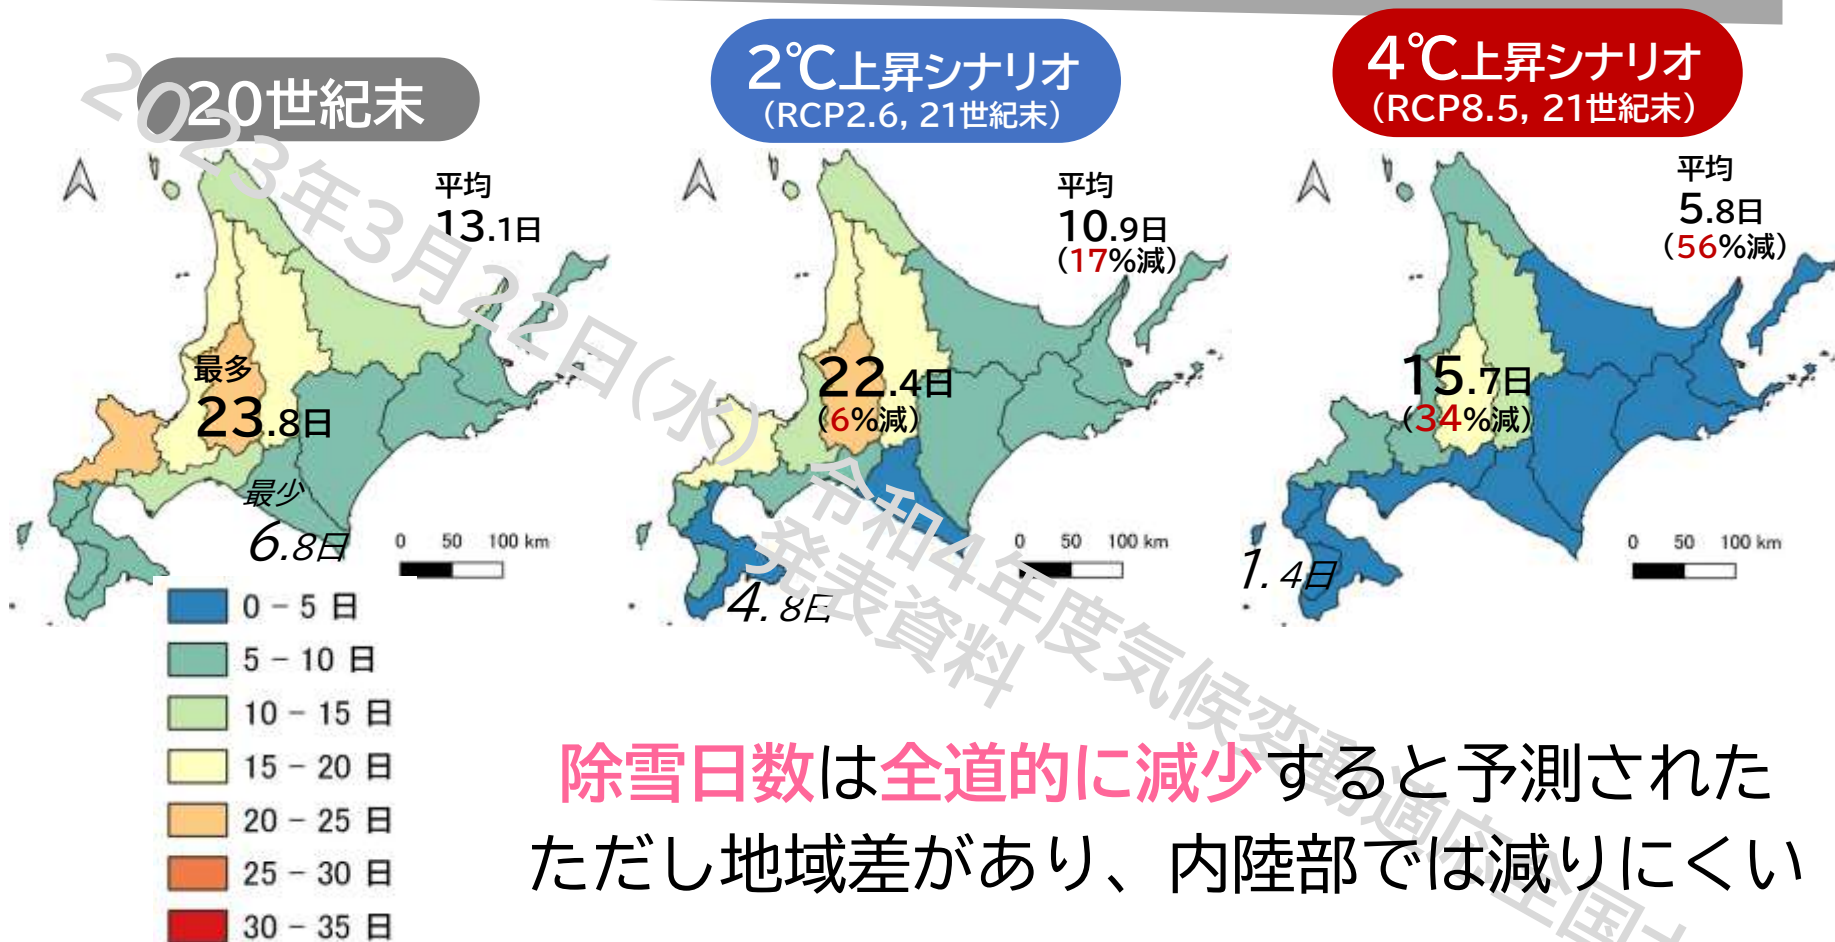 20世紀末
2℃上昇シナリオ
(RCP2.6, 21世紀末)
4℃上昇シナリオ
(RCP8.5, 21世紀末)
平均
13.1日
最多
23.8日
最少
6.8日
0 50 100 km
平均
10.9日
(17%減)
22.4日
(6%減)
4.8日
0 50 100 km
平均
5.8日
(56%減)
15.7日
(34%減)
1.4日
0 50 100 km
0 - 5 日
5 - 10 日
10 - 15 日
15 - 20 日
20 - 25 日
25 - 30 日
30 - 35 日
除雪日数は全道的に減少すると予測された
ただし地域差があり、内陸部では減りにくい
2023年3月22日(水) 令和4年度気候変動適応全国
発表資料